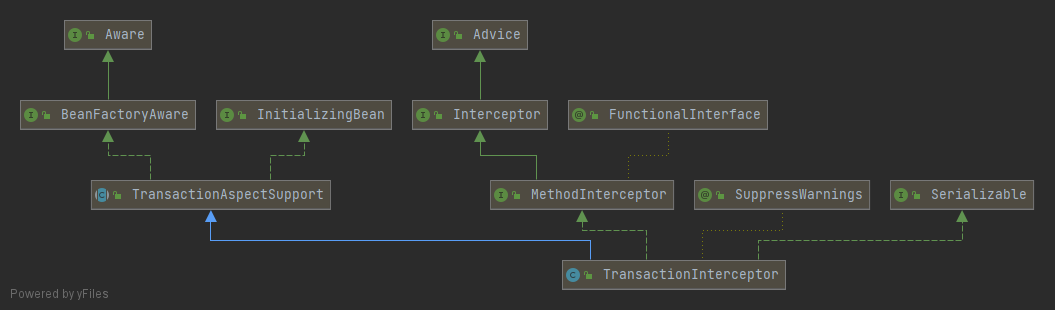 Aware
Advice
BeanFactoryAware
InitializingBean
Interceptor
FunctionalInterface
TransactionAspectSupport
MethodInterceptor
SuppressWarnings
Serializable
TransactionInterceptor
Powered by yFiles